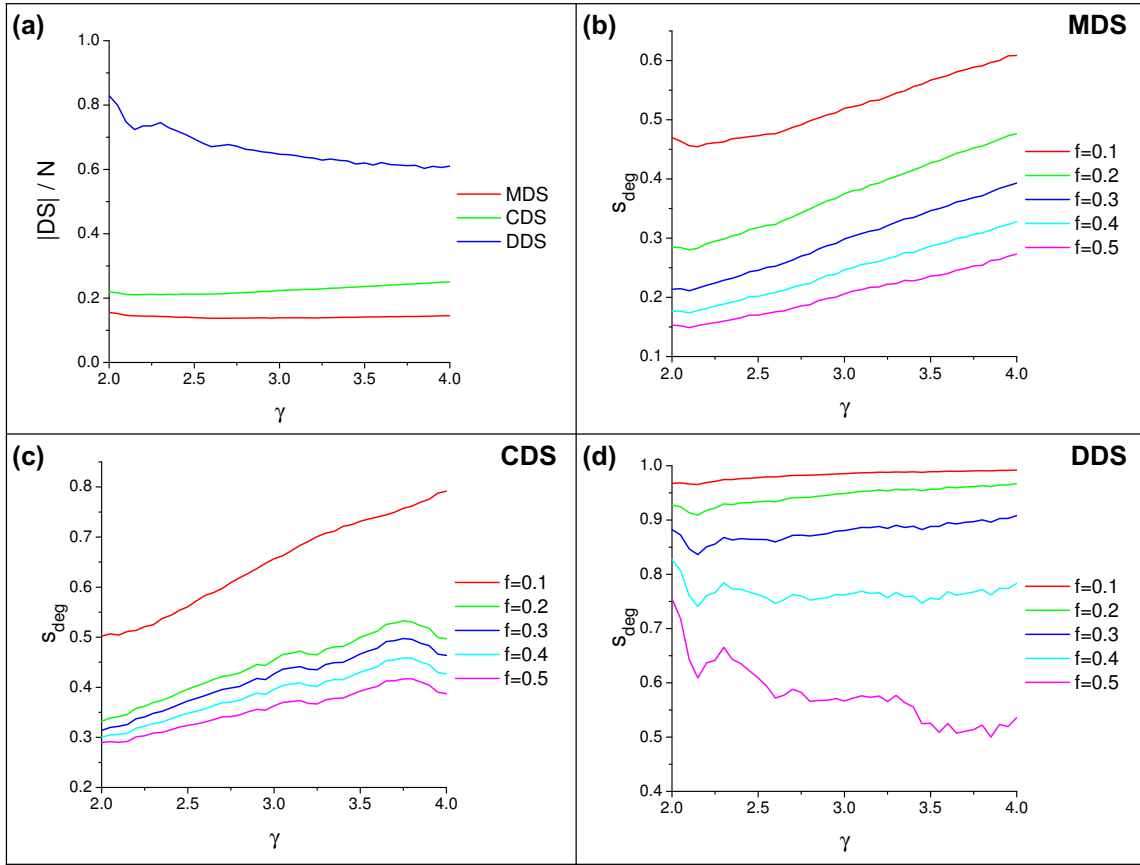 (a)
1.0
0.8
0.6
0.4
0.2
0.0
|DS| / N
2.0 2.5 3.0 3.5 4.0
γ
MDS
CDS
DDS
(b) MDS
0.6
0.5
0.4
0.3
0.2
0.1
s_deg
2.0 2.5 3.0 3.5 4.0
γ
f=0.1
f=0.2
f=0.3
f=0.4
f=0.5
(c) CDS
0.8
0.7
0.6
0.5
0.4
0.3
0.2
s_deg
2.0 2.5 3.0 3.5 4.0
γ
f=0.1
f=0.2
f=0.3
f=0.4
f=0.5
(d) DDS
1.0
0.9
0.8
0.7
0.6
0.5
0.4
s_deg
2.0 2.5 3.0 3.5 4.0
γ
f=0.1
f=0.2
f=0.3
f=0.4
f=0.5